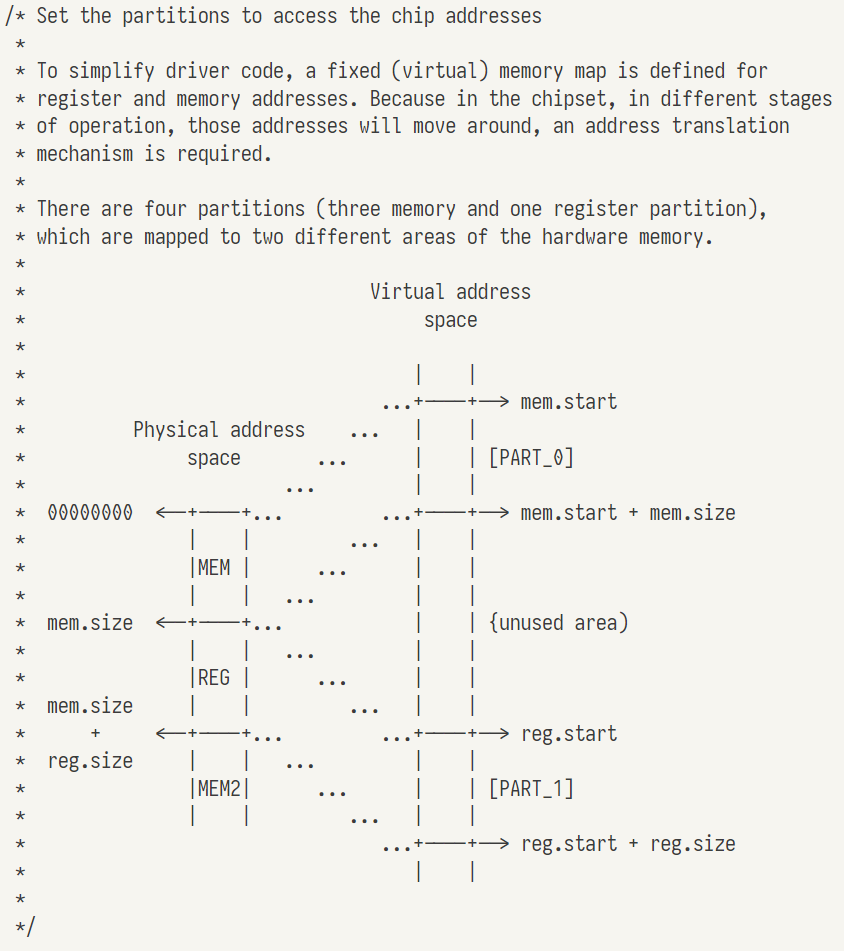 /* Set the partitions to access the chip addresses
 *
 * To simplify driver code, a fixed (virtual) memory map is defined for
 * register and memory addresses. Because in the chipset, in different stages
 * of operation, those addresses will move around, an address translation
 * mechanism is required.
 *
 * There are four partitions (three memory and one register partition),
 * which are mapped to two different areas of the hardware memory.
 *
 *                                Virtual address
 *                                     space
 *
 *                                    |    |
 *                                 ...+----+--> mem.start
 *          Physical address    ...   |    |
 *               space       ...      |    | [PART_0]
 *                        ...         |    |
 *  00000000  <--+----+...         ...+----+--> mem.start + mem.size
 *               |    |         ...   |    |
 *               |MEM |      ...      |    |
 *               |    |   ...         |    |
 *  mem.size  <--+----+...            |    | {unused area)
 *               |    |   ...         |    |
 *               |REG |      ...      |    |
 *  mem.size     |    |         ...   |    |
 *      +     <--+----+...         ...+----+--> reg.start
 *  reg.size     |    |   ...         |    |
 *               |MEM2|      ...      |    | [PART_1]
 *               |    |         ...   |    |
 *                                 ...+----+--> reg.start + reg.size
 *                                    |    |
 *
 */